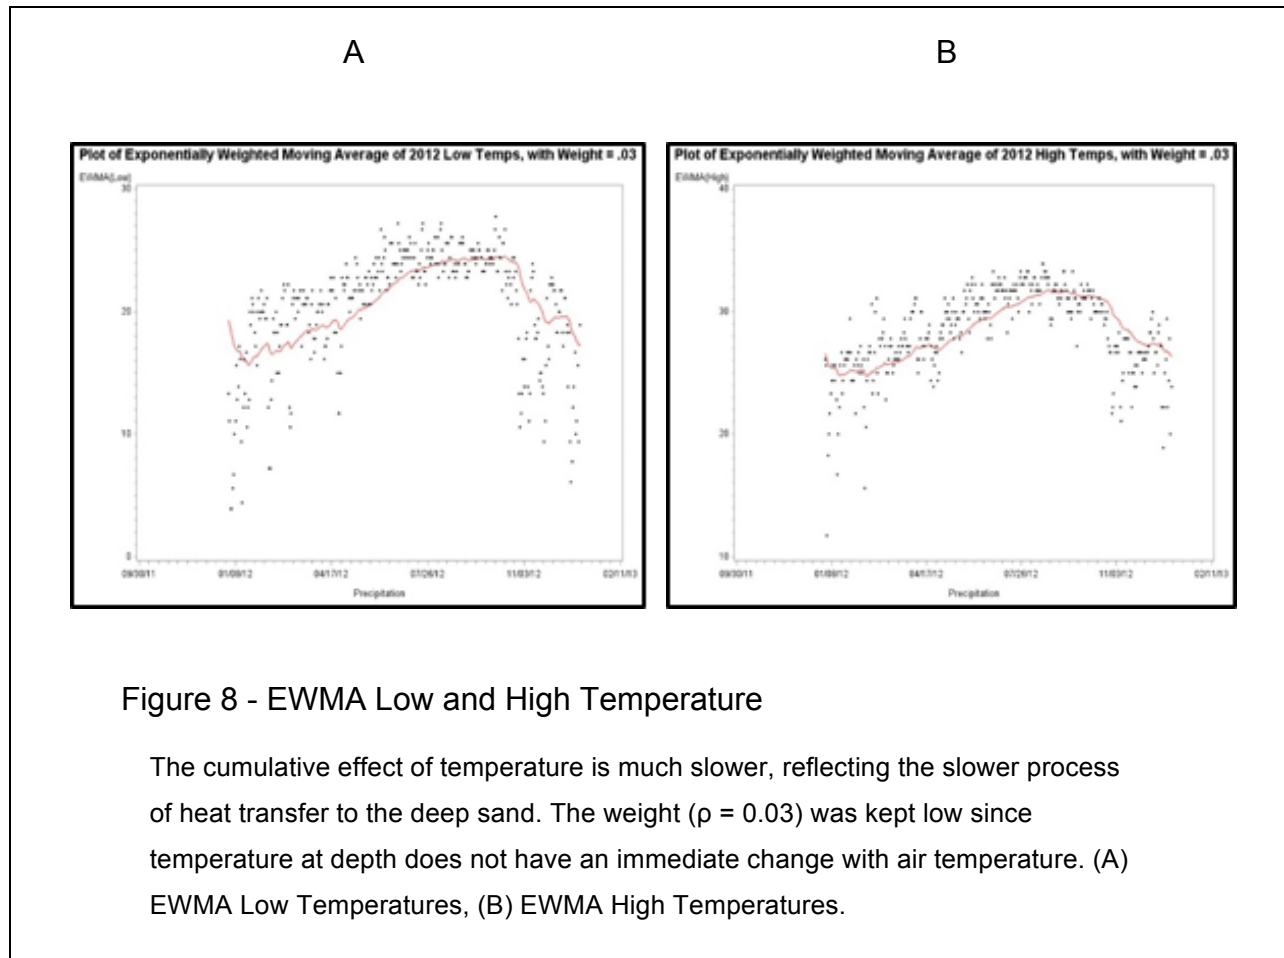 A
B
Plot of Exponentially Weighted Moving Average of 2012 Low Temps, with Weight = .03
EWMA(Low)
30
20
10
0
09/30/11 01/08/12 04/17/12 07/26/12 11/03/12 02/11/13
Precipitation
Plot of Exponentially Weighted Moving Average of 2012 High Temps, with Weight = .03
EWMA(High)
40
30
20
10
09/30/11 01/08/12 04/17/12 07/26/12 11/03/12 02/11/13
Precipitation
Figure 8 - EWMA Low and High Temperature
The cumulative effect of temperature is much slower, reflecting the slower process
of heat transfer to the deep sand. The weight (ρ = 0.03) was kept low since
temperature at depth does not have an immediate change with air temperature. (A)
EWMA Low Temperatures, (B) EWMA High Temperatures.